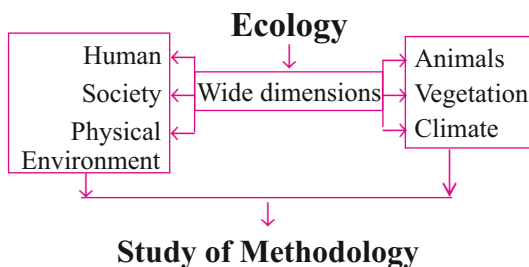 Ecology
Human
Society
Physical
Environment
Wide dimensions
Animals
Vegetation
Climate
Study of Methodology